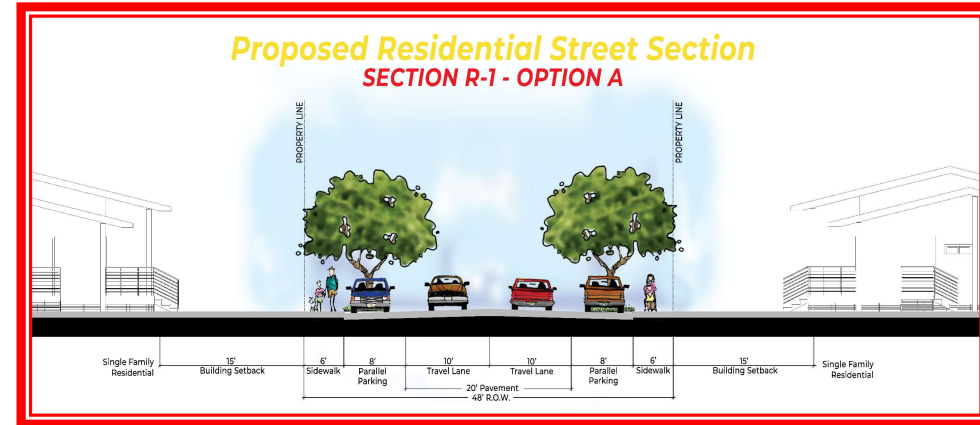 Proposed Residential Street Section
SECTION R-1 - OPTION A
PROPERTY LINE
PROPERTY LINE
Single Family
Residential
15'
Building Setback
6'
Sidewalk
8'
Parallel
Parking
10'
Travel Lane
10'
Travel Lane
8'
Parallel
Parking
6'
Sidewalk
15'
Building Setback
Single Family
Residential
20' Pavement
48' R.O.W.